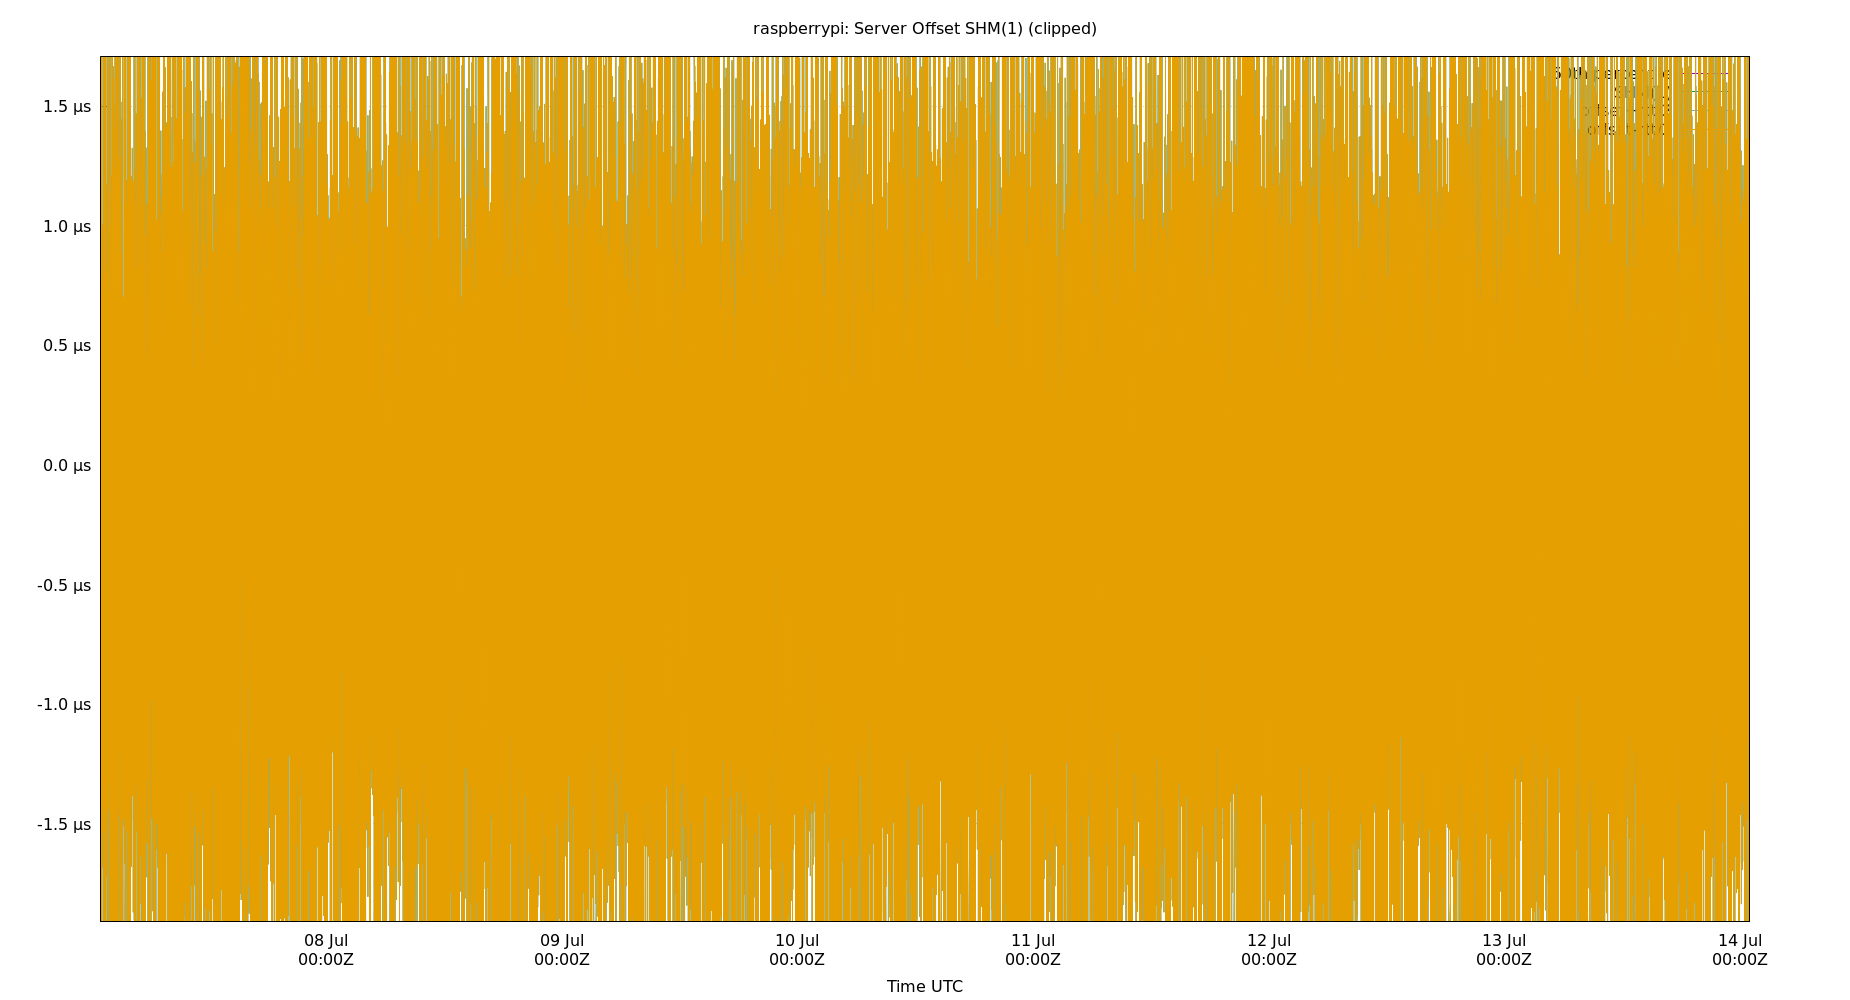 raspberrypi: Server Offset SHM(1) (clipped)
1.5 µs
1.0 µs
0.5 µs
0.0 µs
-0.5 µs
-1.0 µs
-1.5 µs
08 Jul 09 Jul 10 Jul 11 Jul 12 Jul 13 Jul 14 Jul
00:00Z 00:00Z 00:00Z 00:00Z 00:00Z 00:00Z 00:00Z
Time UTC